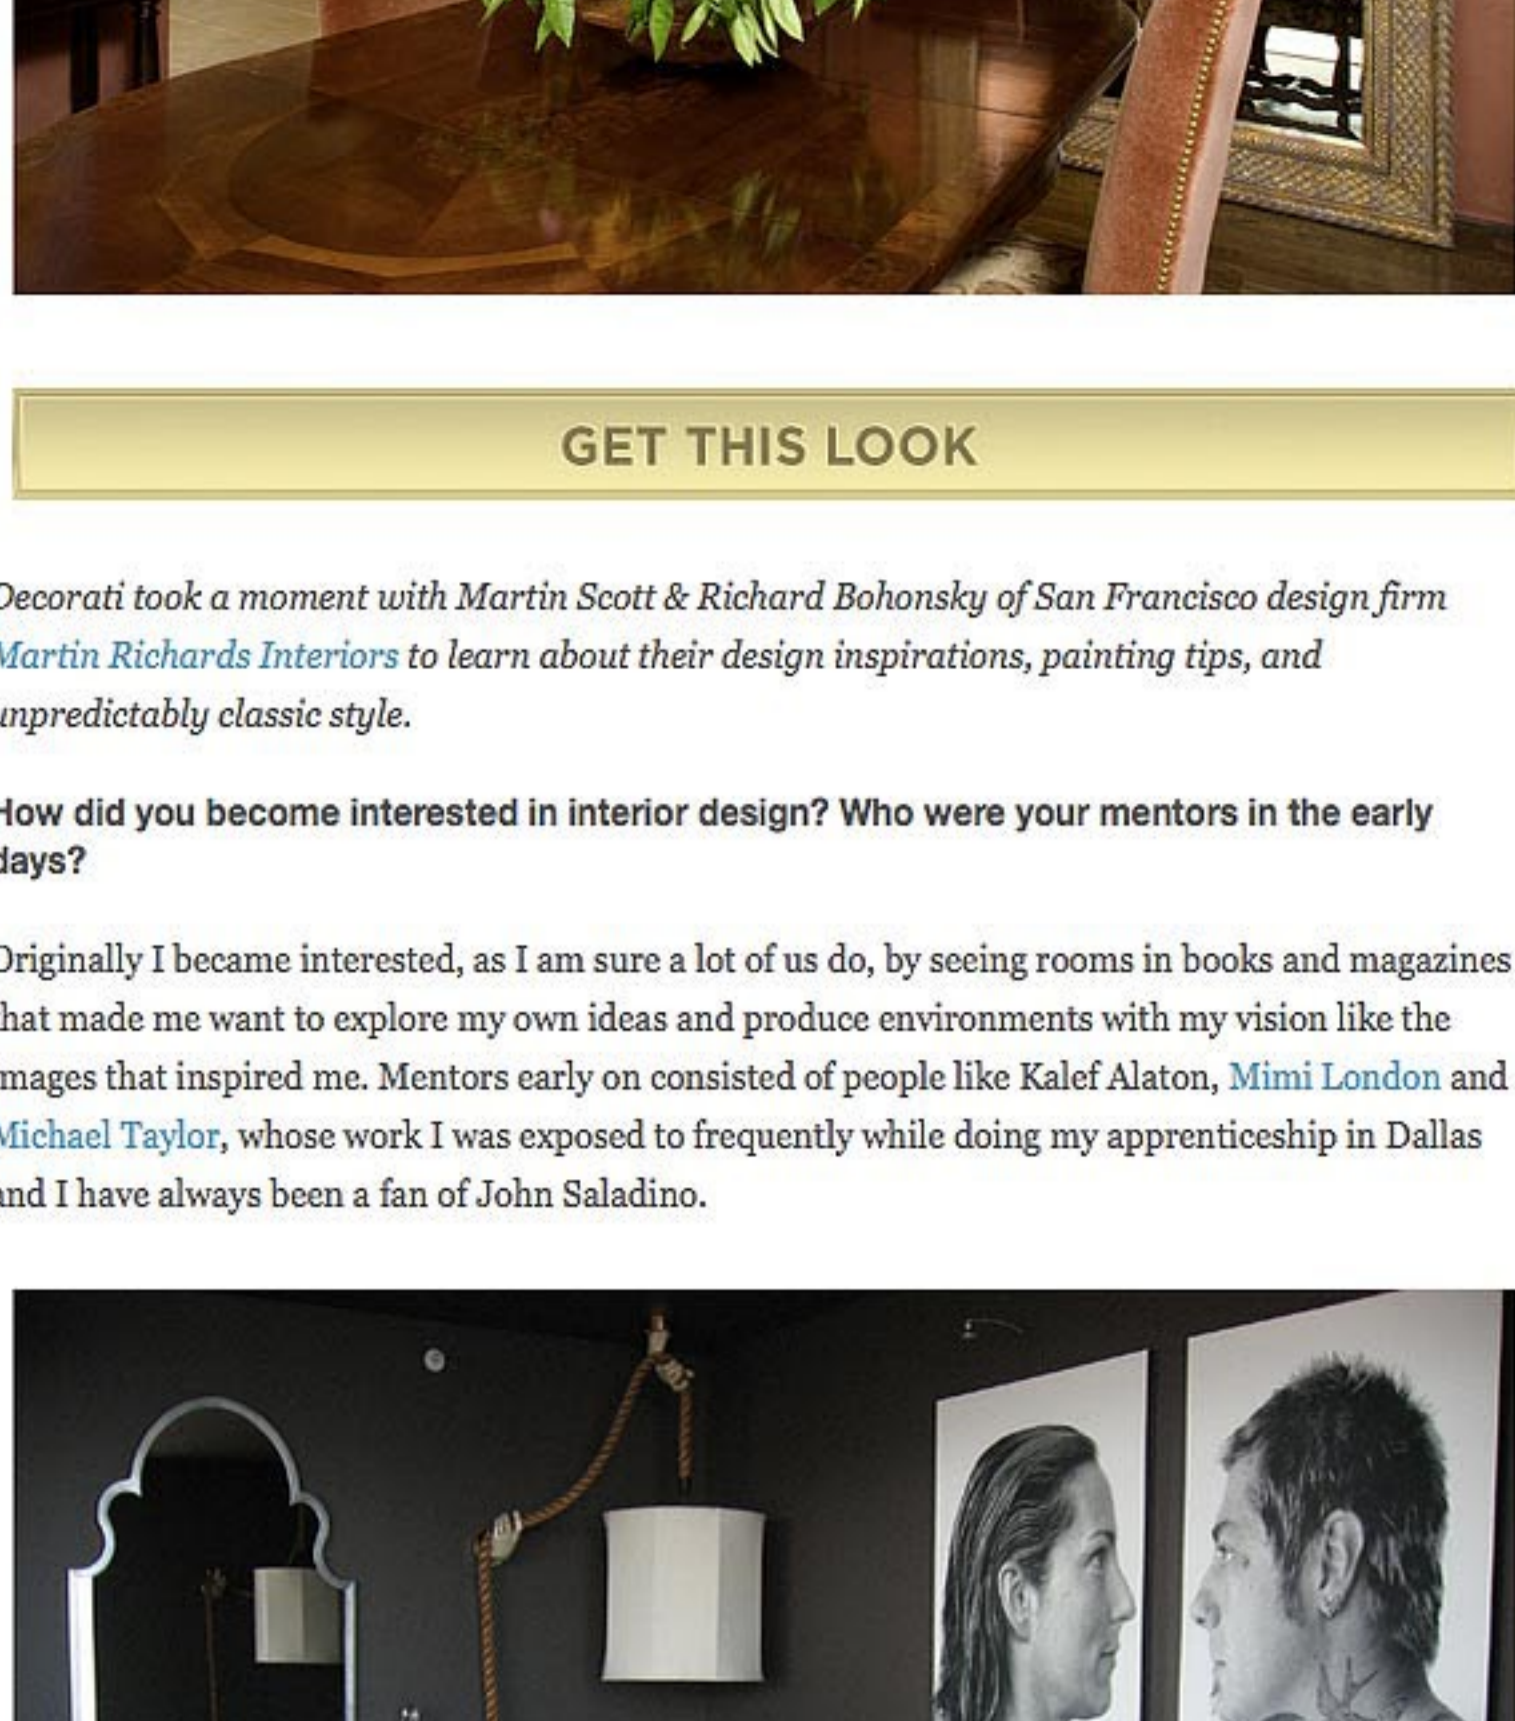 GET THIS LOOK
Decorati took a moment with Martin Scott & Richard Bohonsky of San Francisco design firm
Martin Richards Interiors to learn about their design inspirations, painting tips, and
unpredictably classic style.
How did you become interested in interior design? Who were your mentors in the early
days?
Originally I became interested, as I am sure a lot of us do, by seeing rooms in books and magazines
hat made me want to explore my own ideas and produce environments with my vision like the
mages that inspired me. Mentors early on consisted of people like Kalef Alaton, Mimi London and
Michael Taylor, whose work I was exposed to frequently while doing my apprenticeship in Dallas
and I have always been a fan of John Saladino.